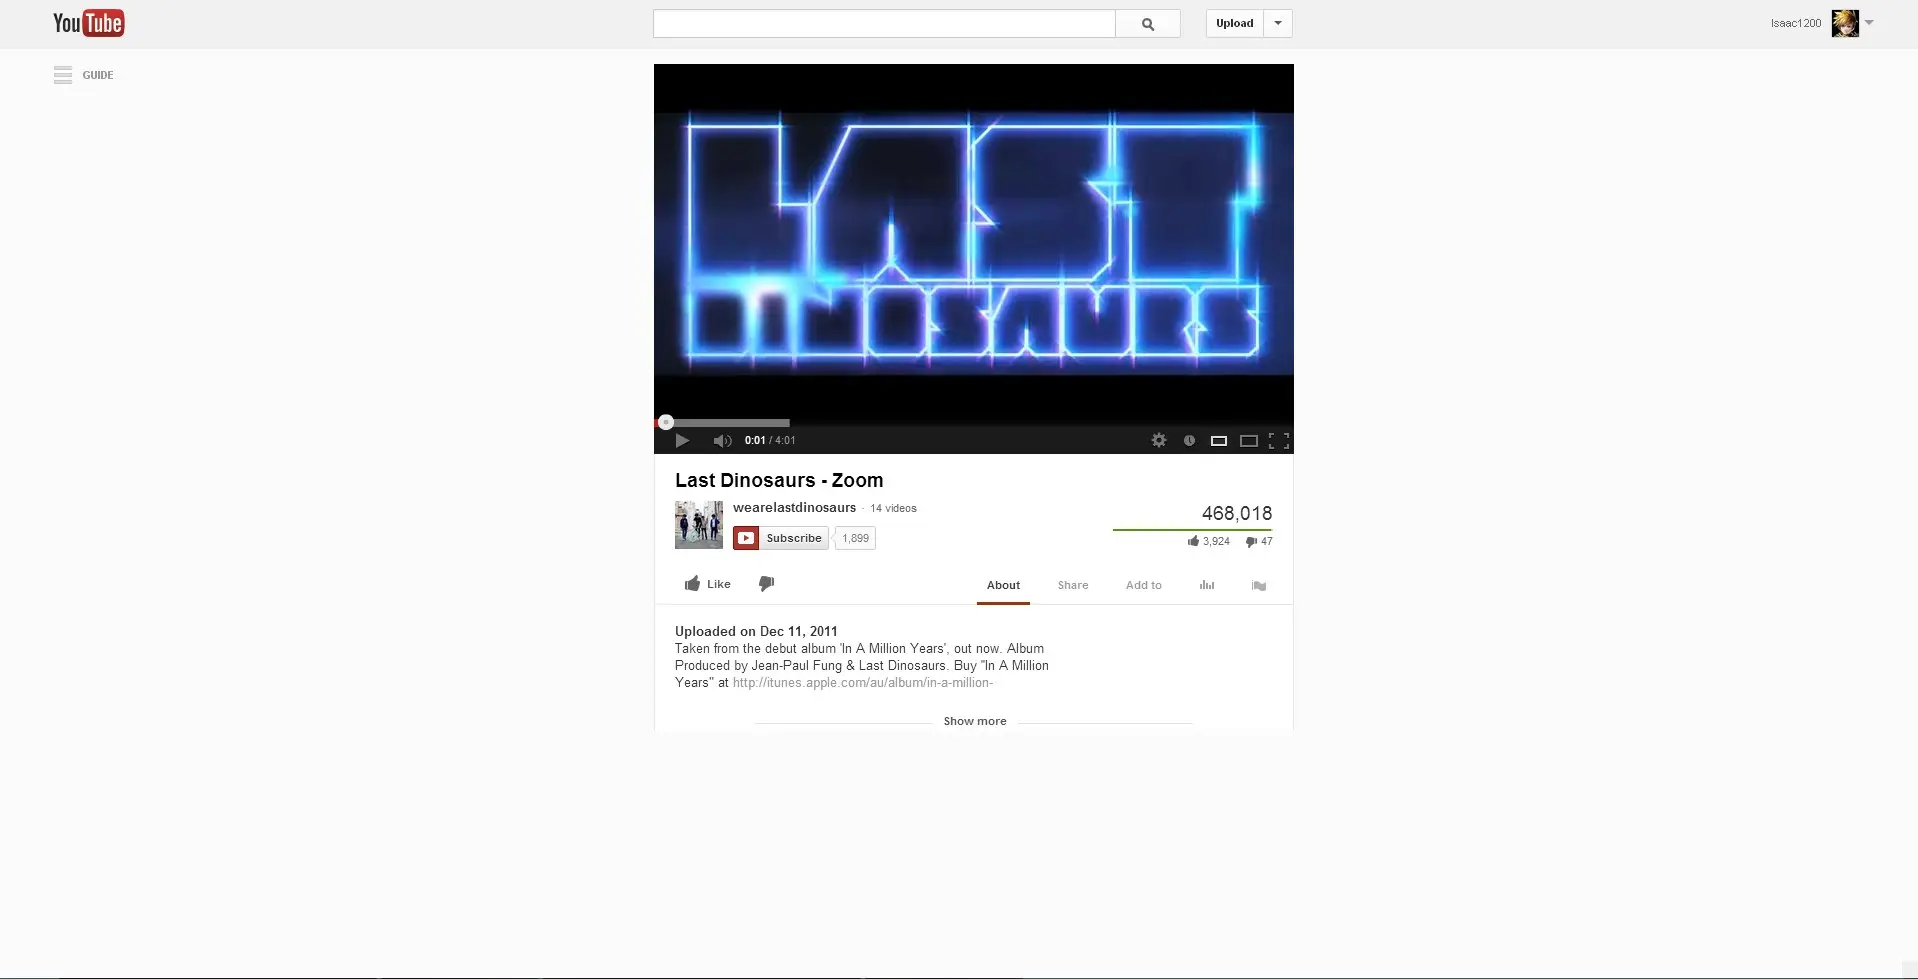 YouTube
Upload
Isaac1200
GUIDE
LAST
DINOSAURS
0:01 / 4:01
Last Dinosaurs - Zoom
wearelastdinosaurs · 14 videos
468,018
Subscribe 1,899
3,924 47
Like
About Share Add to
Uploaded on Dec 11, 2011
Taken from the debut album 'In A Million Years', out now. Album
Produced by Jean-Paul Fung & Last Dinosaurs. Buy "In A Million
Years" at http://itunes.apple.com/au/album/in-a-million-
Show more